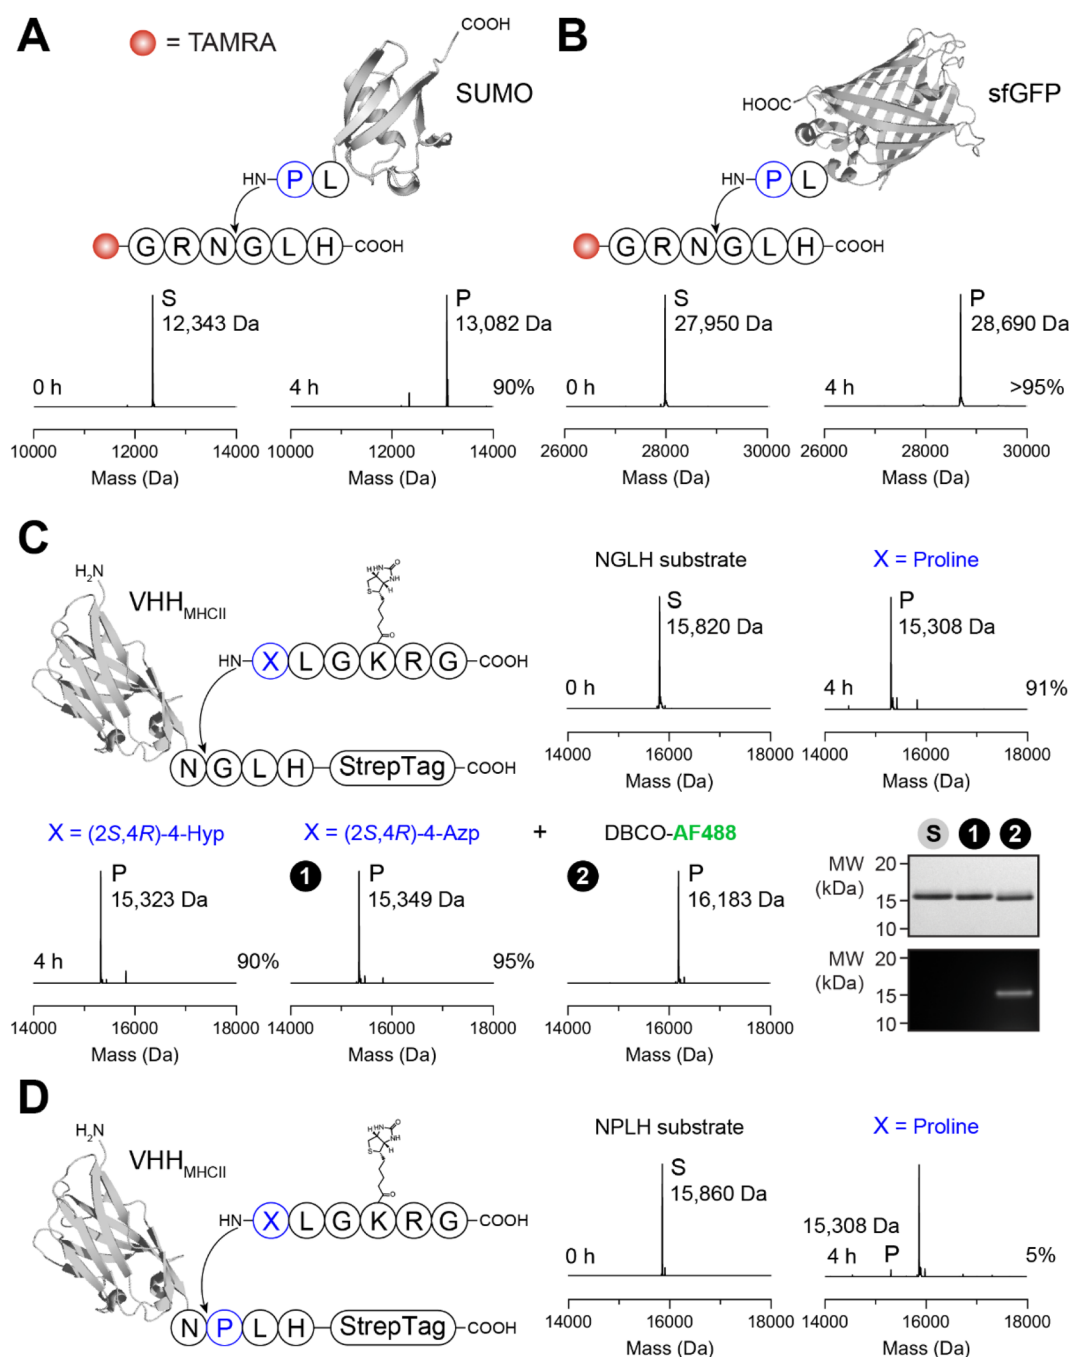 A
= TAMRA
COOH
SUMO
HN P L
G R N G L H COOH
S
12,343 Da
0 h
10000 12000 14000
Mass (Da)
P
13,082 Da
4 h
90%
10000 12000 14000
Mass (Da)
B
HOOC
sfGFP
HN P L
G R N G L H COOH
S
27,950 Da
0 h
26000 28000 30000
Mass (Da)
P
28,690 Da
4 h
>95%
26000 28000 30000
Mass (Da)
C
H2N
VHHMHCII
HN X L G K R G COOH
N G L H StrepTag COOH
NGLH substrate
S
15,820 Da
0 h
14000 16000 18000
Mass (Da)
X = Proline
P
15,308 Da
4 h
91%
14000 16000 18000
Mass (Da)
X = (2S,4R)-4-Hyp
P
15,323 Da
4 h
90%
14000 16000 18000
Mass (Da)
X = (2S,4R)-4-Azp
1
P
15,349 Da
95%
14000 16000 18000
Mass (Da)
+
DBCO-AF488
2
P
16,183 Da
14000 16000 18000
Mass (Da)
S 1 2
MW
(kDa)
20
15
10
MW
(kDa)
20
15
10
D
H2N
VHHMHCII
HN X L G K R G COOH
N P L H StrepTag COOH
NPLH substrate
S
15,860 Da
0 h
14000 16000 18000
Mass (Da)
X = Proline
15,308 Da
4 h
P
5%
14000 16000 18000
Mass (Da)